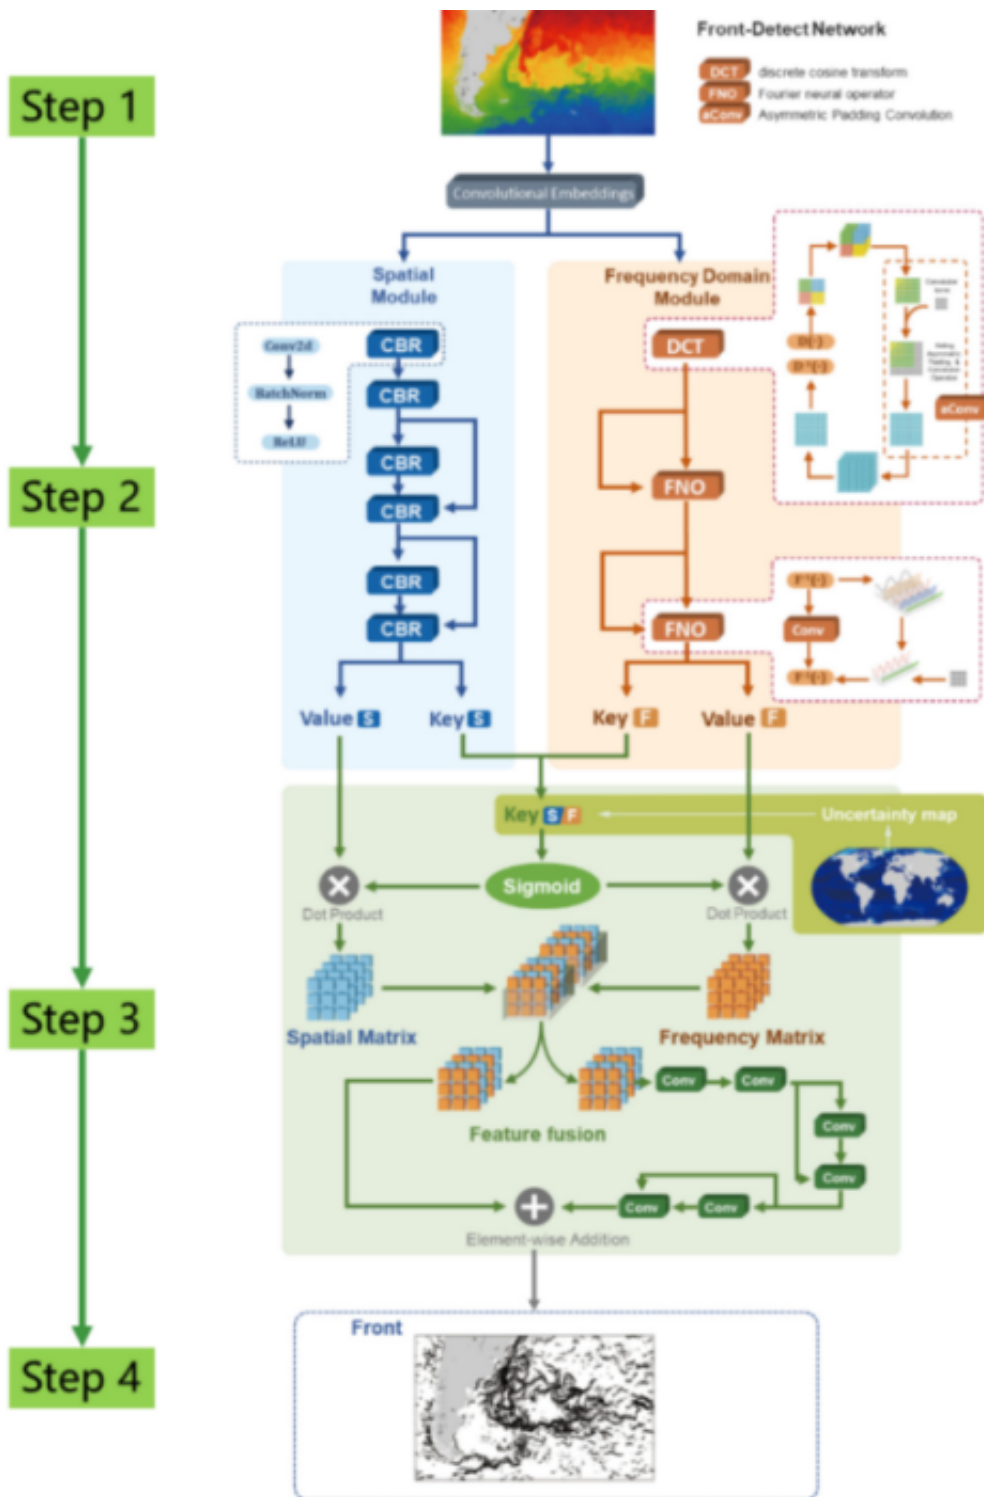 Front-Detect Network
DCT discrete cosine transform
FNO Fourier neural operator
aConv Asymmetric Padding Convolution
Step 1
Convolutional Embeddings
Spatial
Module
Frequency Domain
Module
Conv2d
BatchNorm
ReLU
CBR
CBR
CBR
CBR
CBR
CBR
DCT
FNO
FNO
aConv
Conv
Step 2
Value S
Key S
Key F
Value F
Key S F
Uncertainty map
Sigmoid
Dot Product
Dot Product
Step 3
Spatial Matrix
Frequency Matrix
Feature fusion
Conv
Conv
Conv
Conv
Conv
Conv
Element-wise Addition
Front
Step 4